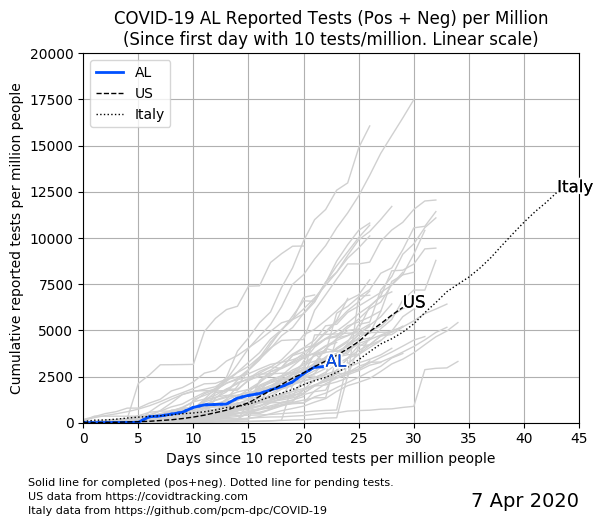 COVID-19 AL Reported Tests (Pos + Neg) per Million
(Since first day with 10 tests/million. Linear scale)
Cumulative reported tests per million people
20000
17500
15000
12500
10000
7500
5000
2500
0
AL
US
Italy
Italy
US
AL
0 5 10 15 20 25 30 35 40 45
Days since 10 reported tests per million people
Solid line for completed (pos+neg). Dotted line for pending tests.
US data from https://covidtracking.com
Italy data from https://github.com/pcm-dpc/COVID-19
7 Apr 2020